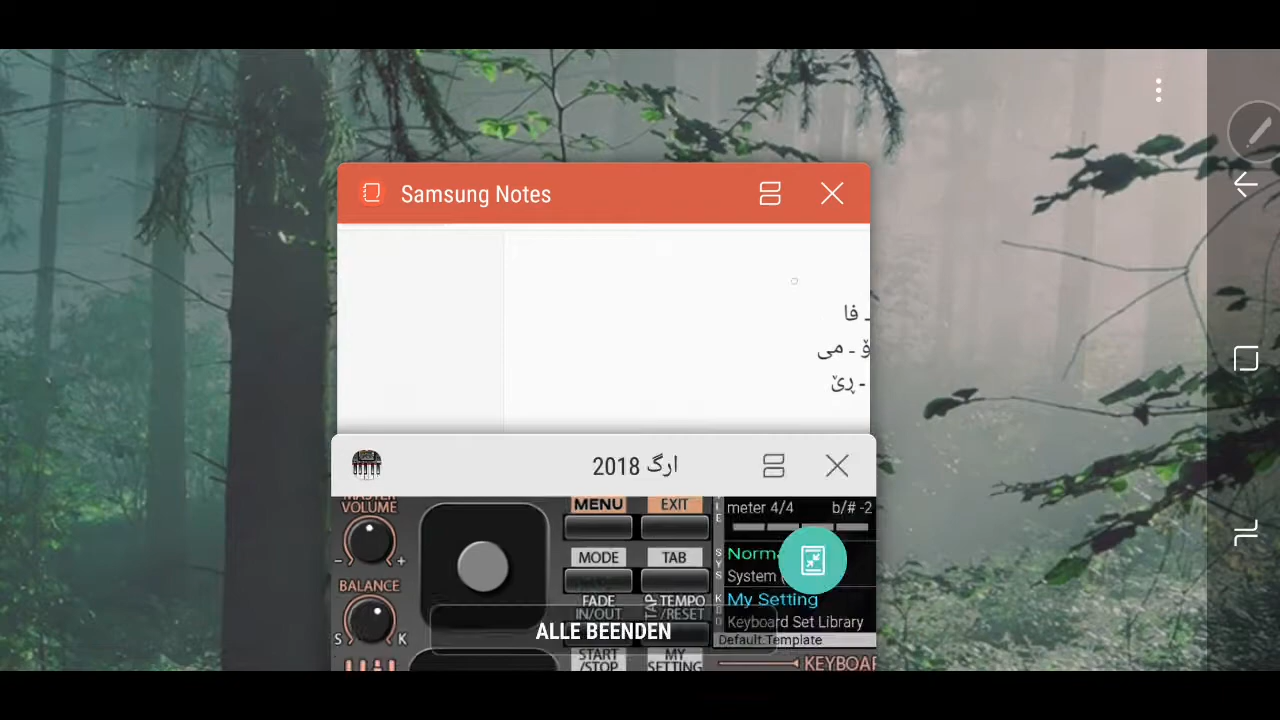 Samsung Notes
ـ فا
ۆ ـ می
ـ ڕێ
ارگ 2018
MASTER VOLUME
MENU
EXIT
meter 4/4
b/# -2
MODE
TAB
System
BALANCE
FADE IN/OUT
TAP TEMPO /RESET
My Setting
Keyboard Set Library
S K
ALLE BEENDEN
Default:Template
START /STOP
MY SETTING